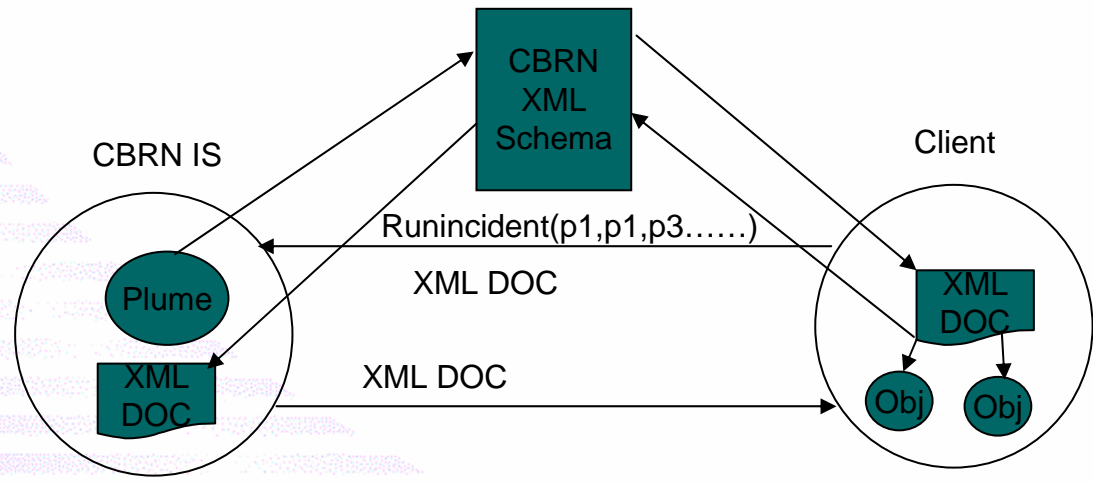 CBRN
XML
Schema
CBRN IS
Client
Runincident(p1,p1,p3……)
XML DOC
Plume
XML
DOC
XML DOC
XML
DOC
Obj
Obj